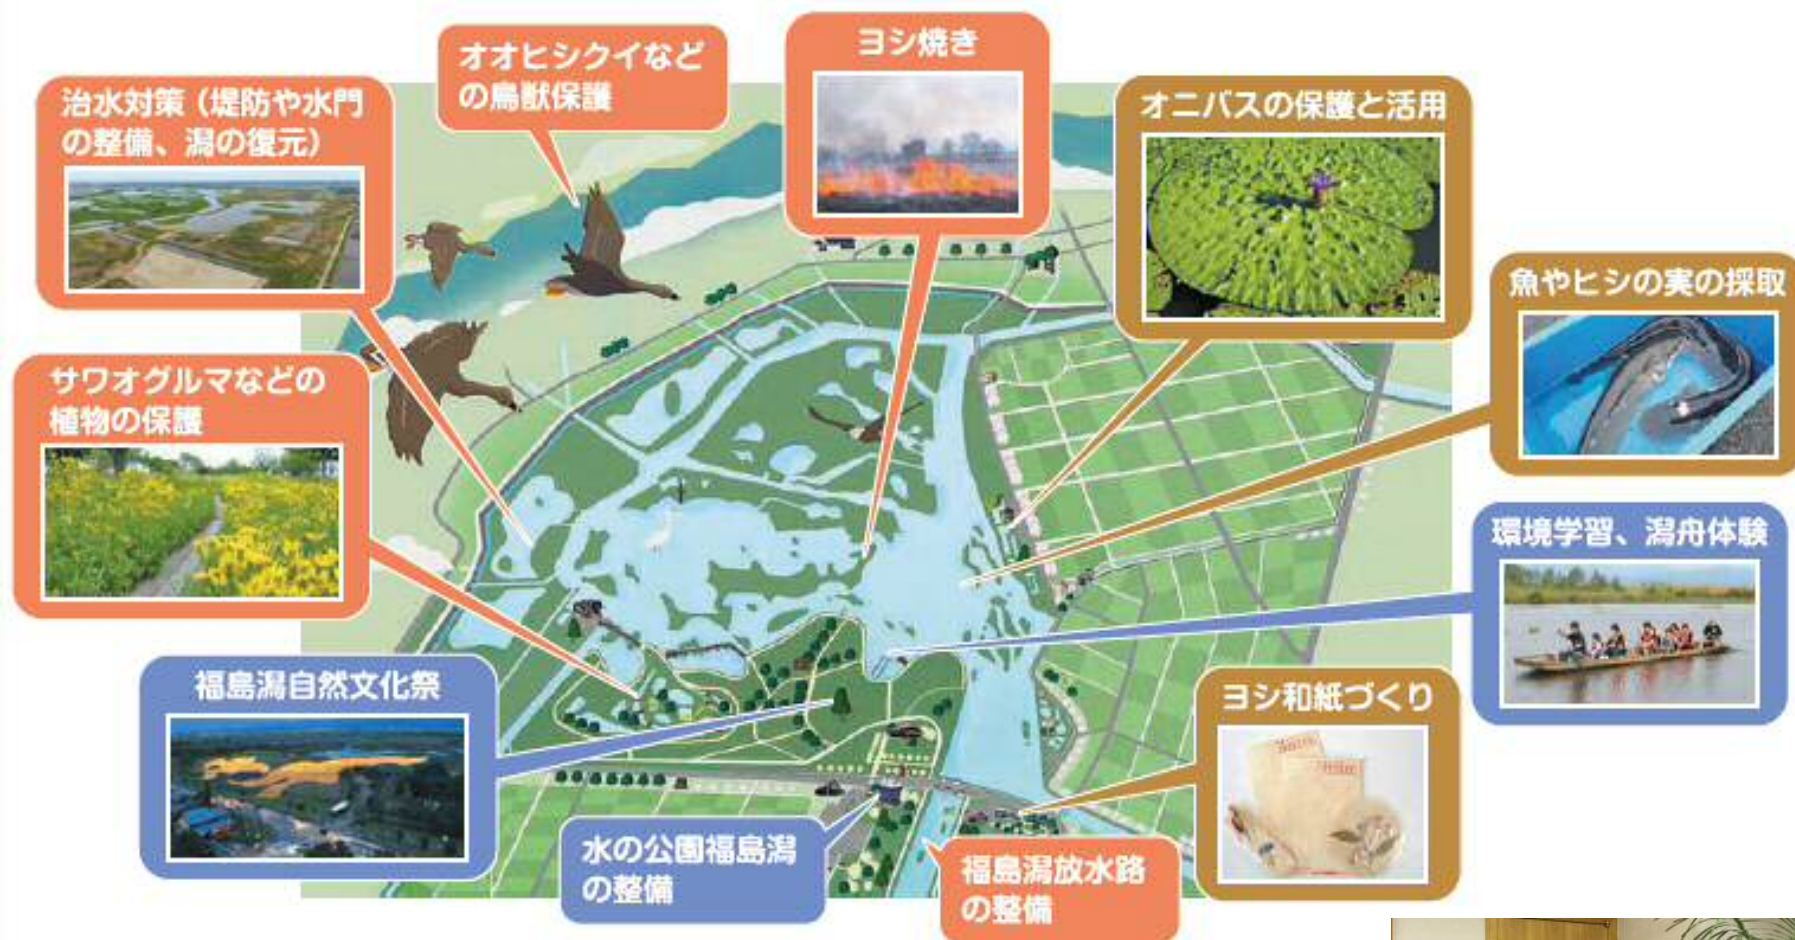 オオヒシクイなど
の鳥獣保護
ヨシ焼き
治水対策（堤防や水門
の整備、潟の復元）
オニバスの保護と活用
魚やヒシの実の採取
サワオグルマなどの
植物の保護
環境学習、潟舟体験
福島潟自然文化祭
ヨシ和紙づくり
水の公園福島潟
の整備
福島潟放水路
の整備